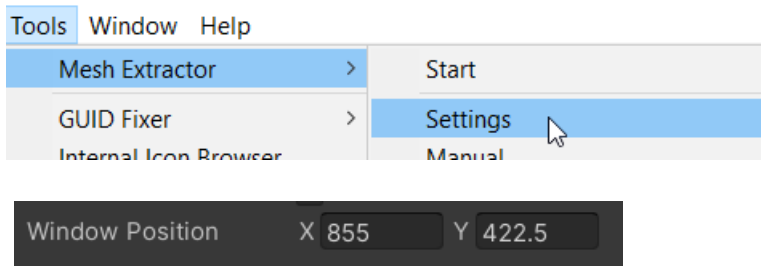 Tools Window Help
Mesh Extractor > Start
GUID Fixer > Settings
Internal Icon Browser Manual
Window Position X 855 Y 422.5